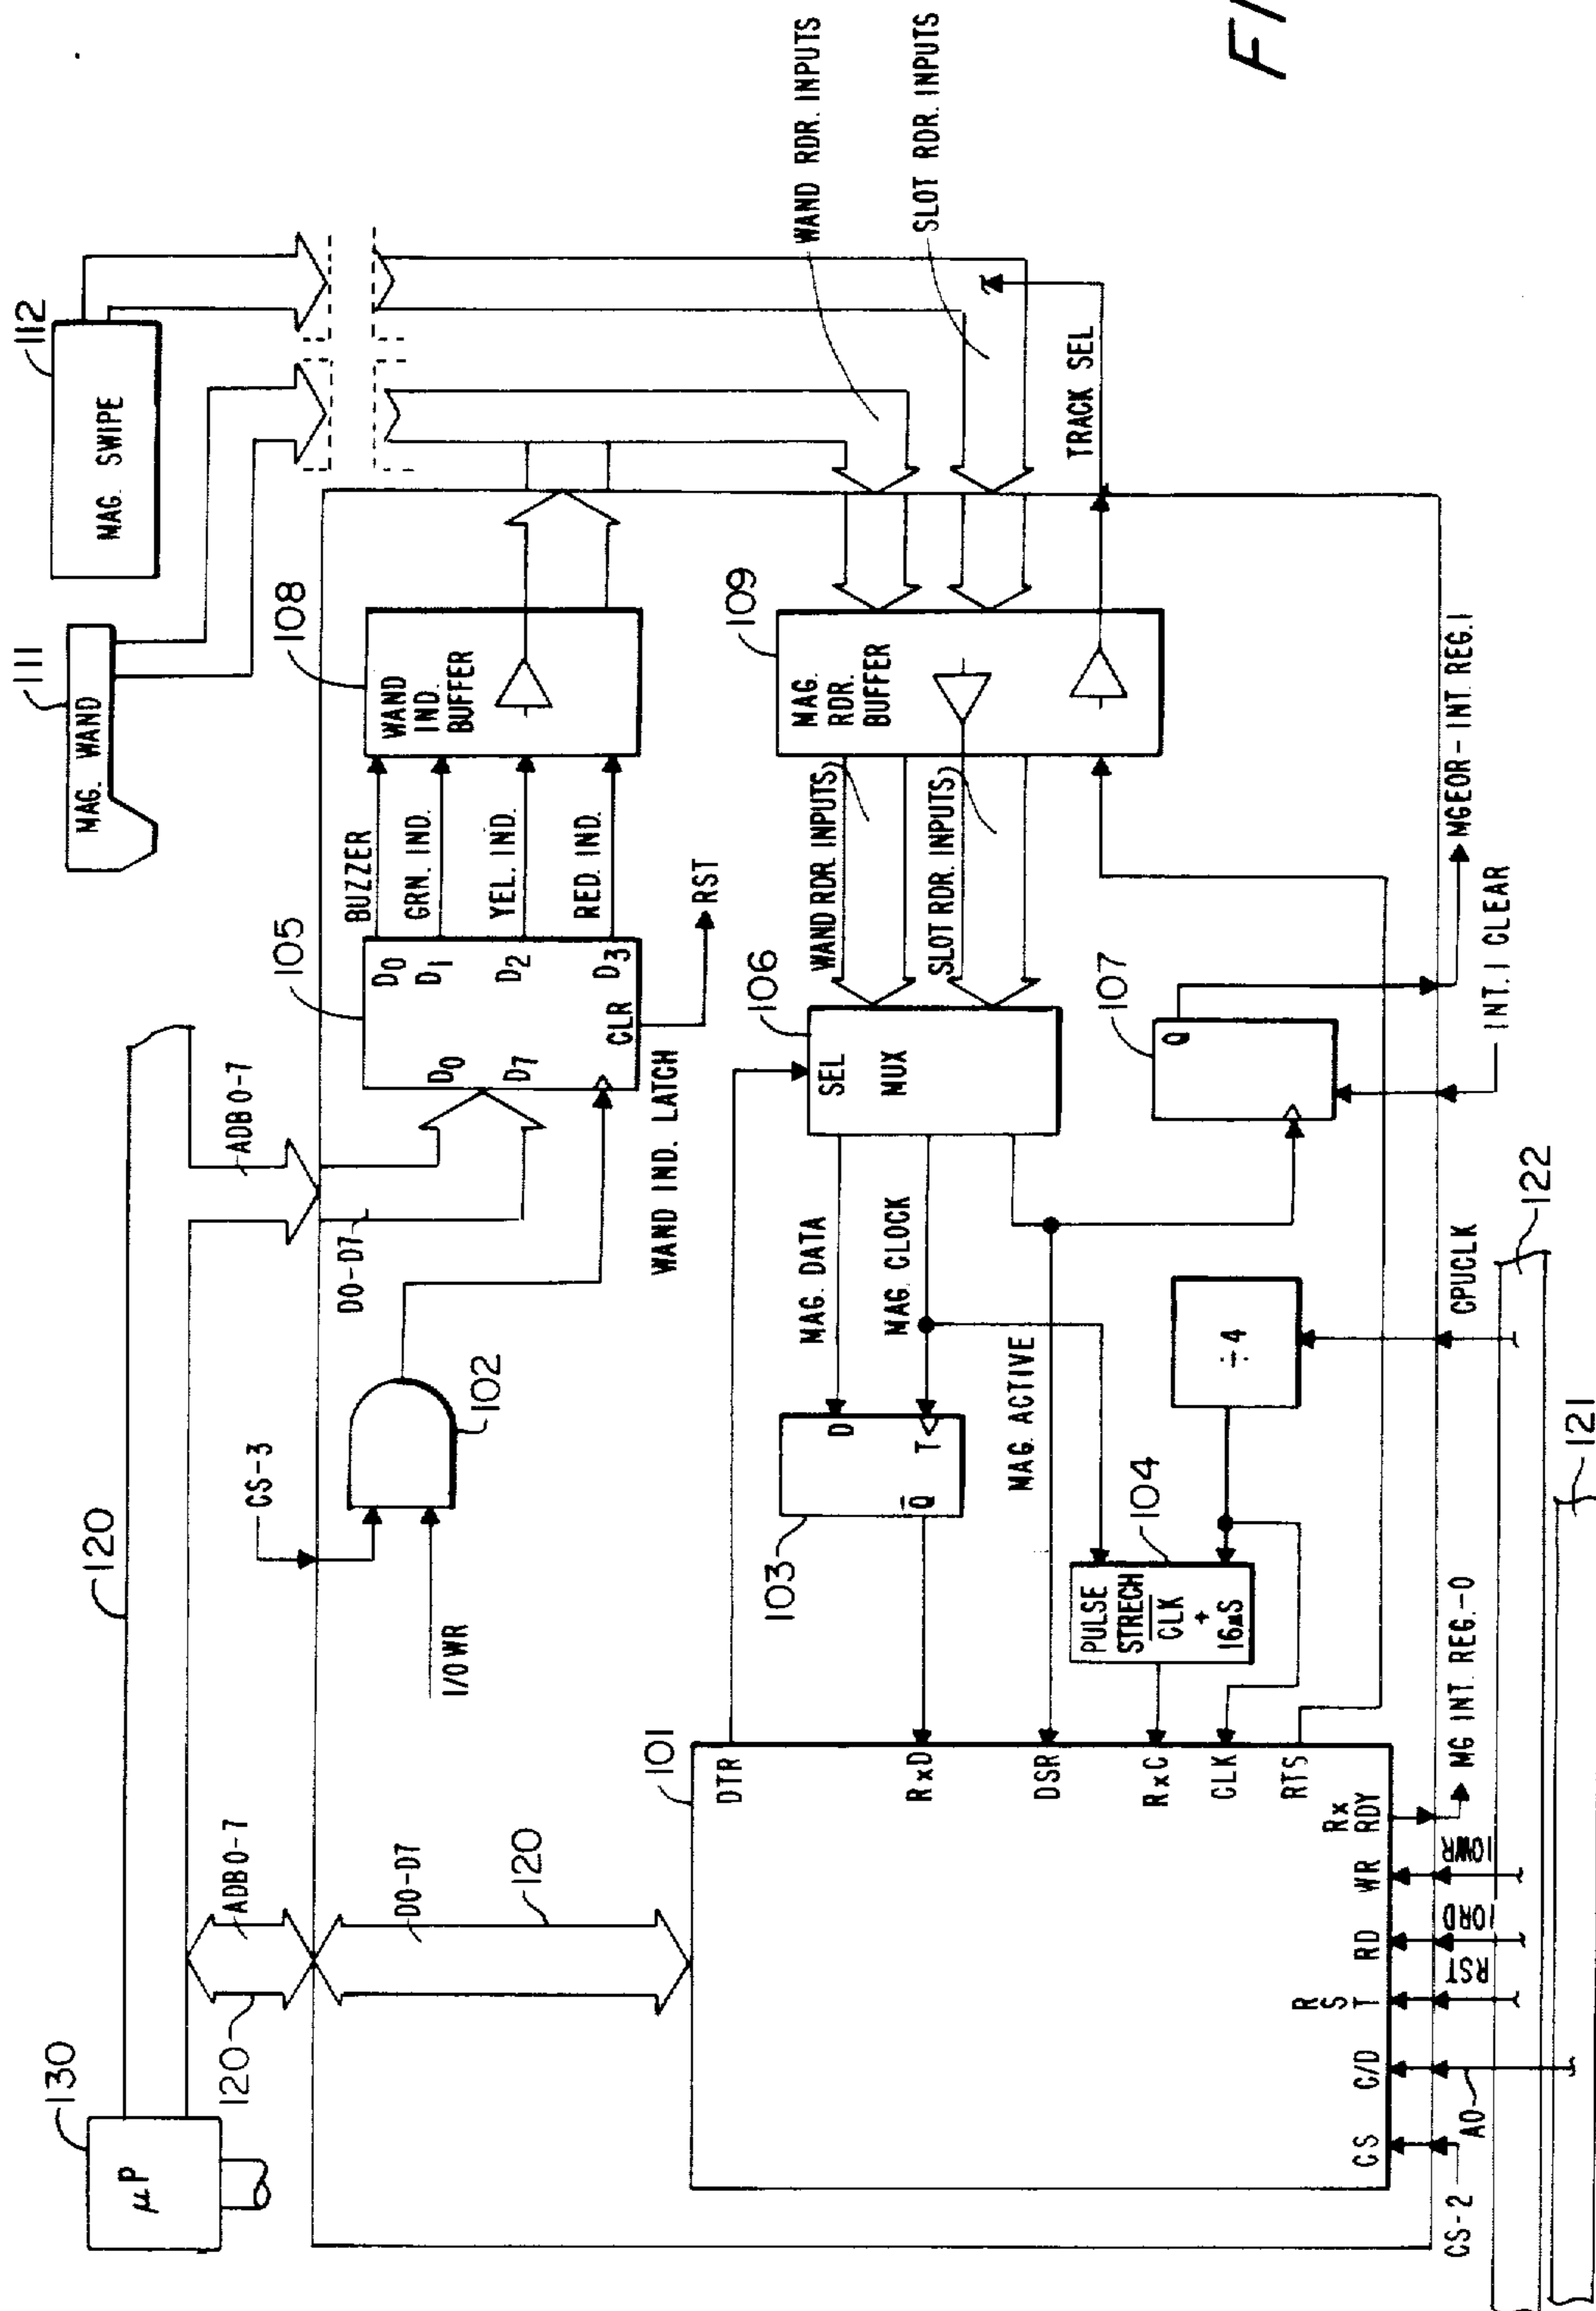 130
µP
120
120
ADB 0-7
D0-D7
120
CS-3
I/O WR
102
ADB 0-7
D0-D7
105
D0
D7
CLR
D0
D1
D2
D3
WAND IND. LATCH
RST
BUZZER
GRN. IND.
YEL. IND.
RED. IND.
108
WAND
IND.
BUFFER
111
MAG. WAND
112
MAG. SWIPE
WAND RDR. INPUTS
SLOT RDR. INPUTS
TRACK SEL
109
MAG.
RDR.
BUFFER
WAND RDR. INPUTS
SLOT RDR. INPUTS
106
SEL
MUX
107
Q
MAG. DATA
MAG. CLOCK
MAG. ACTIVE
103
D
T
Q̅
104
PULSE
STRECH
C̅L̅K̅
+
16µS
÷4
101
DTR
RxD
DSR
RxC
CLK
RTS
CS
C/D
R
S
T
RD
WR
Rx
RDY
CS-2
A0
RST
IORD
IOWR
MG INT. REG.-0
CPUCLK
INT. 1 CLEAR
MGEOR-INT REG.1
122
121
FI